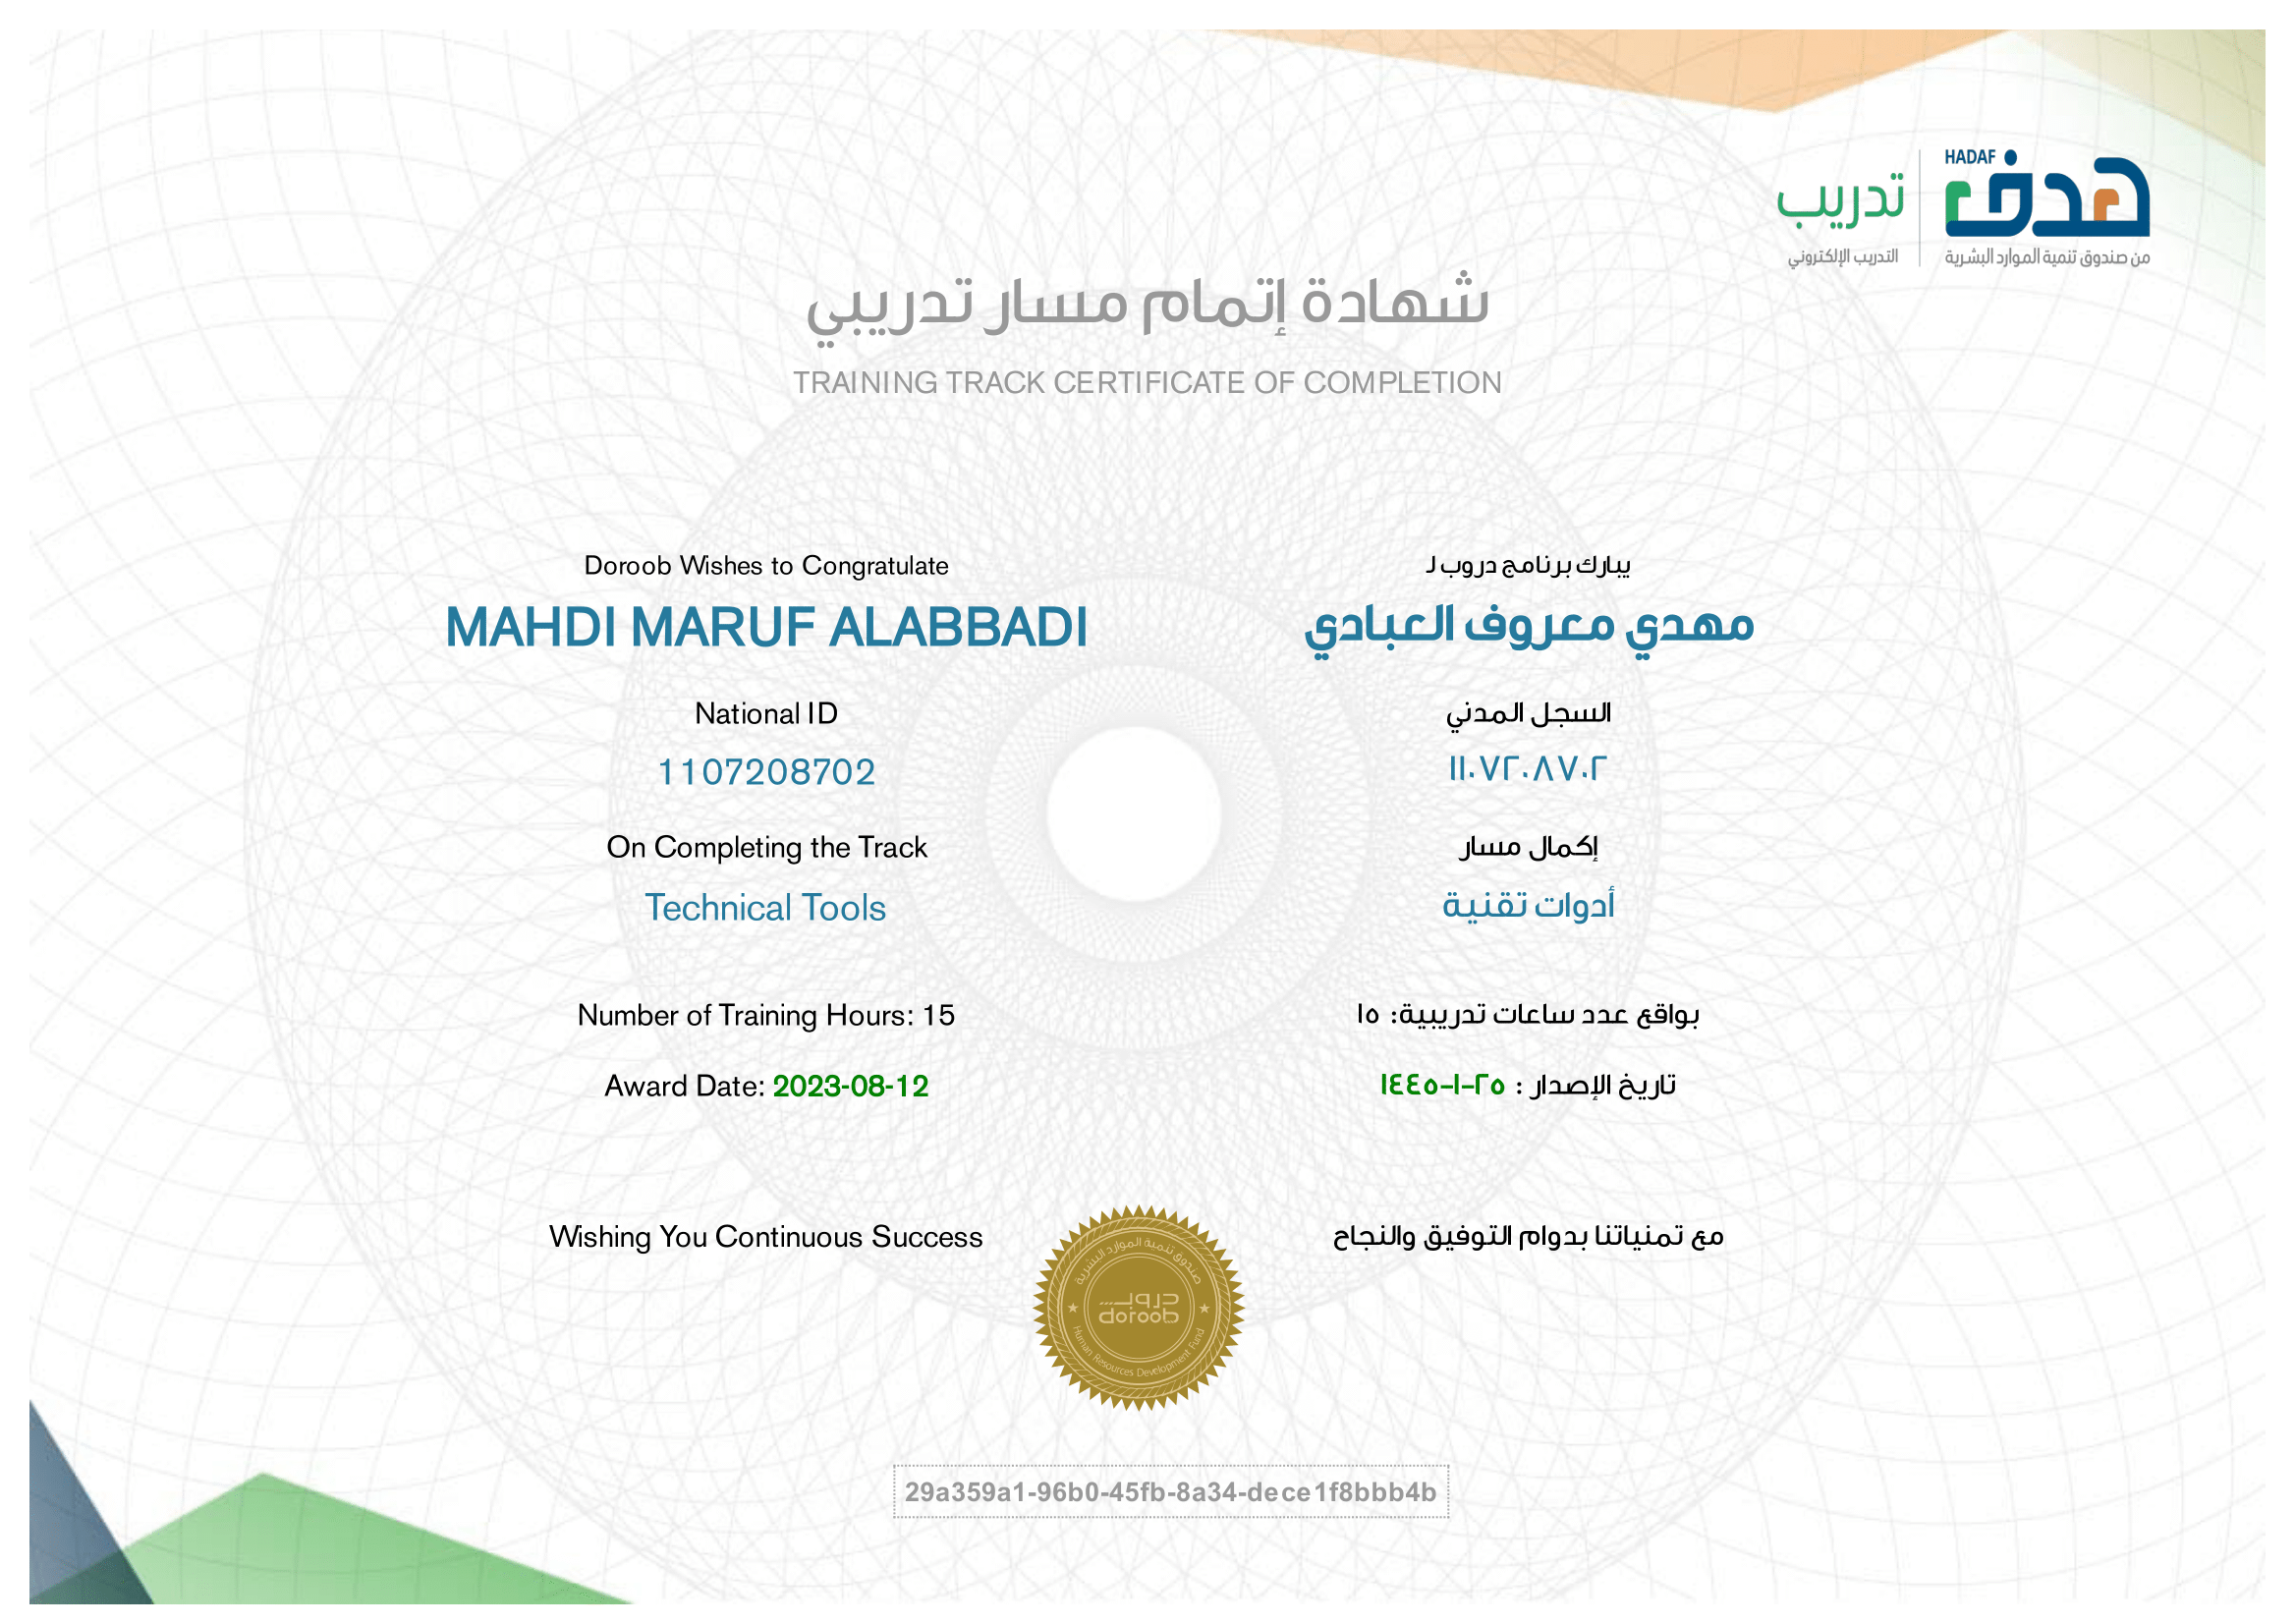 HADAF
هدف
من صندوق تنمية الموارد البشرية
تدريب
التدريب الإلكتروني
شهادة إتمام مسار تدريبي
TRAINING TRACK CERTIFICATE OF COMPLETION
يبارك برنامج دروب لـ
مهدي معروف العبادي
السجل المدني
١١٠٧٢٠٨٧٠٢
إكمال مسار
أدوات تقنية
بواقع عدد ساعات تدريبية: ١٥
تاريخ الإصدار : ٢٥-١-١٤٤٥
مع تمنياتنا بدوام التوفيق والنجاح
Doroob Wishes to Congratulate
MAHDI MARUF ALABBADI
National ID
1107208702
On Completing the Track
Technical Tools
Number of Training Hours: 15
Award Date: 2023-08-12
Wishing You Continuous Success
صندوق تنمية الموارد البشرية
دروب
doroob
Human Resources Development Fund
29a359a1-96b0-45fb-8a34-dece1f8bbb4b